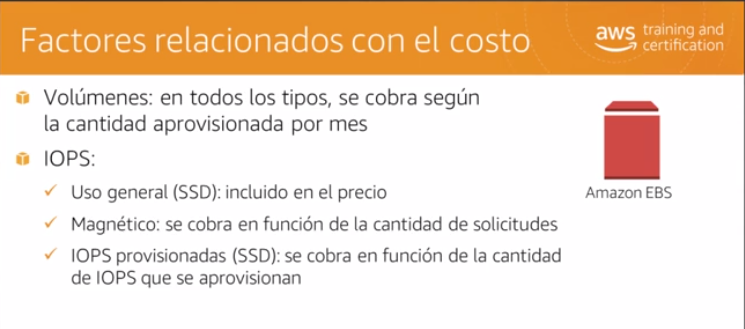 Factores relacionados con el costo
aws training and
certification
Volúmenes: en todos los tipos, se cobra según
la cantidad aprovisionada por mes
IOPS:
Uso general (SSD): incluido en el precio
Magnético: se cobra en función de la cantidad de solicitudes
IOPS provisionadas (SSD): se cobra en función de la cantidad
de IOPS que se aprovisionan
Amazon EBS